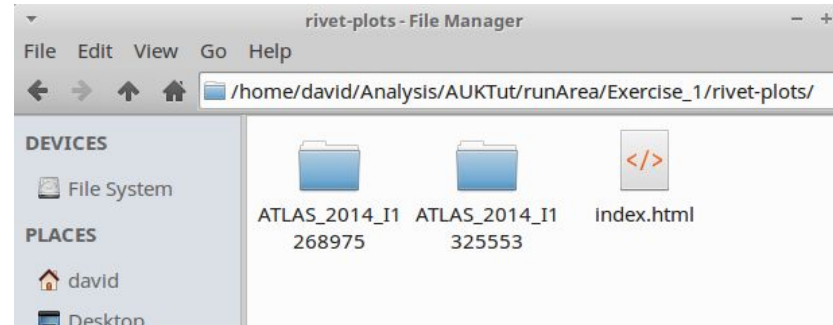 rivet-plots - File Manager
File Edit View Go Help
/home/david/Analysis/AUKTut/runArea/Exercise_1/rivet-plots/
DEVICES
File System
PLACES
david
Desktop
ATLAS_2014_I1
268975
ATLAS_2014_I1
325553
</>
index.html